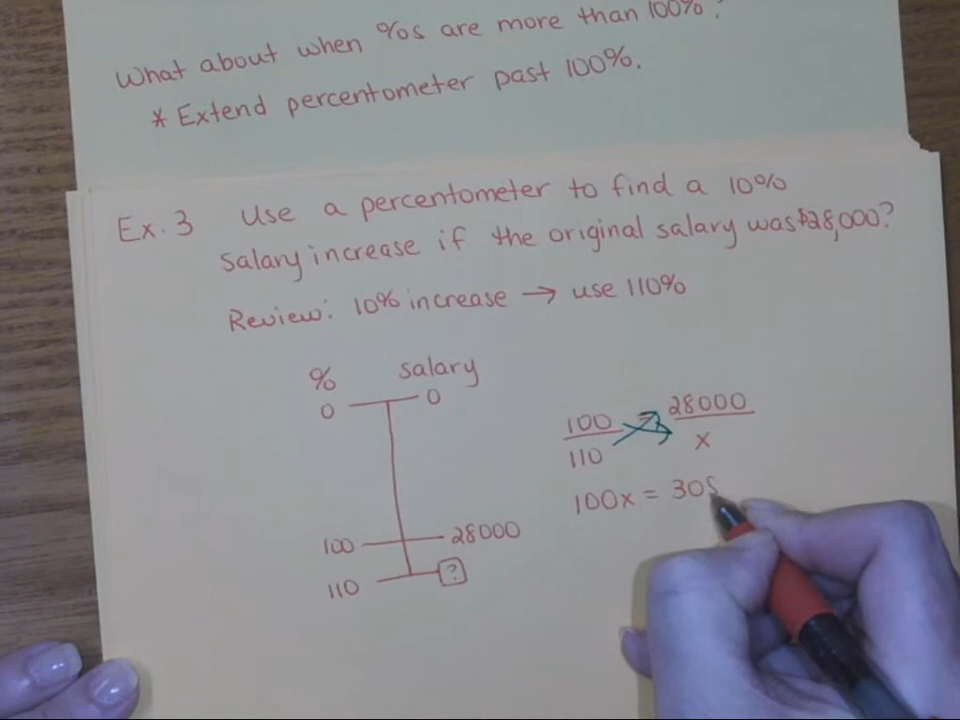 What about when %s are more than 100%?
* Extend percentometer past 100%.
Ex. 3 Use a percentometer to find a 10%
salary increase if the original salary was $28,000?
Review: 10% increase → use 110%
% salary
0 0
100 28000
110 ?
100/110 = 28000/x
100x = 308